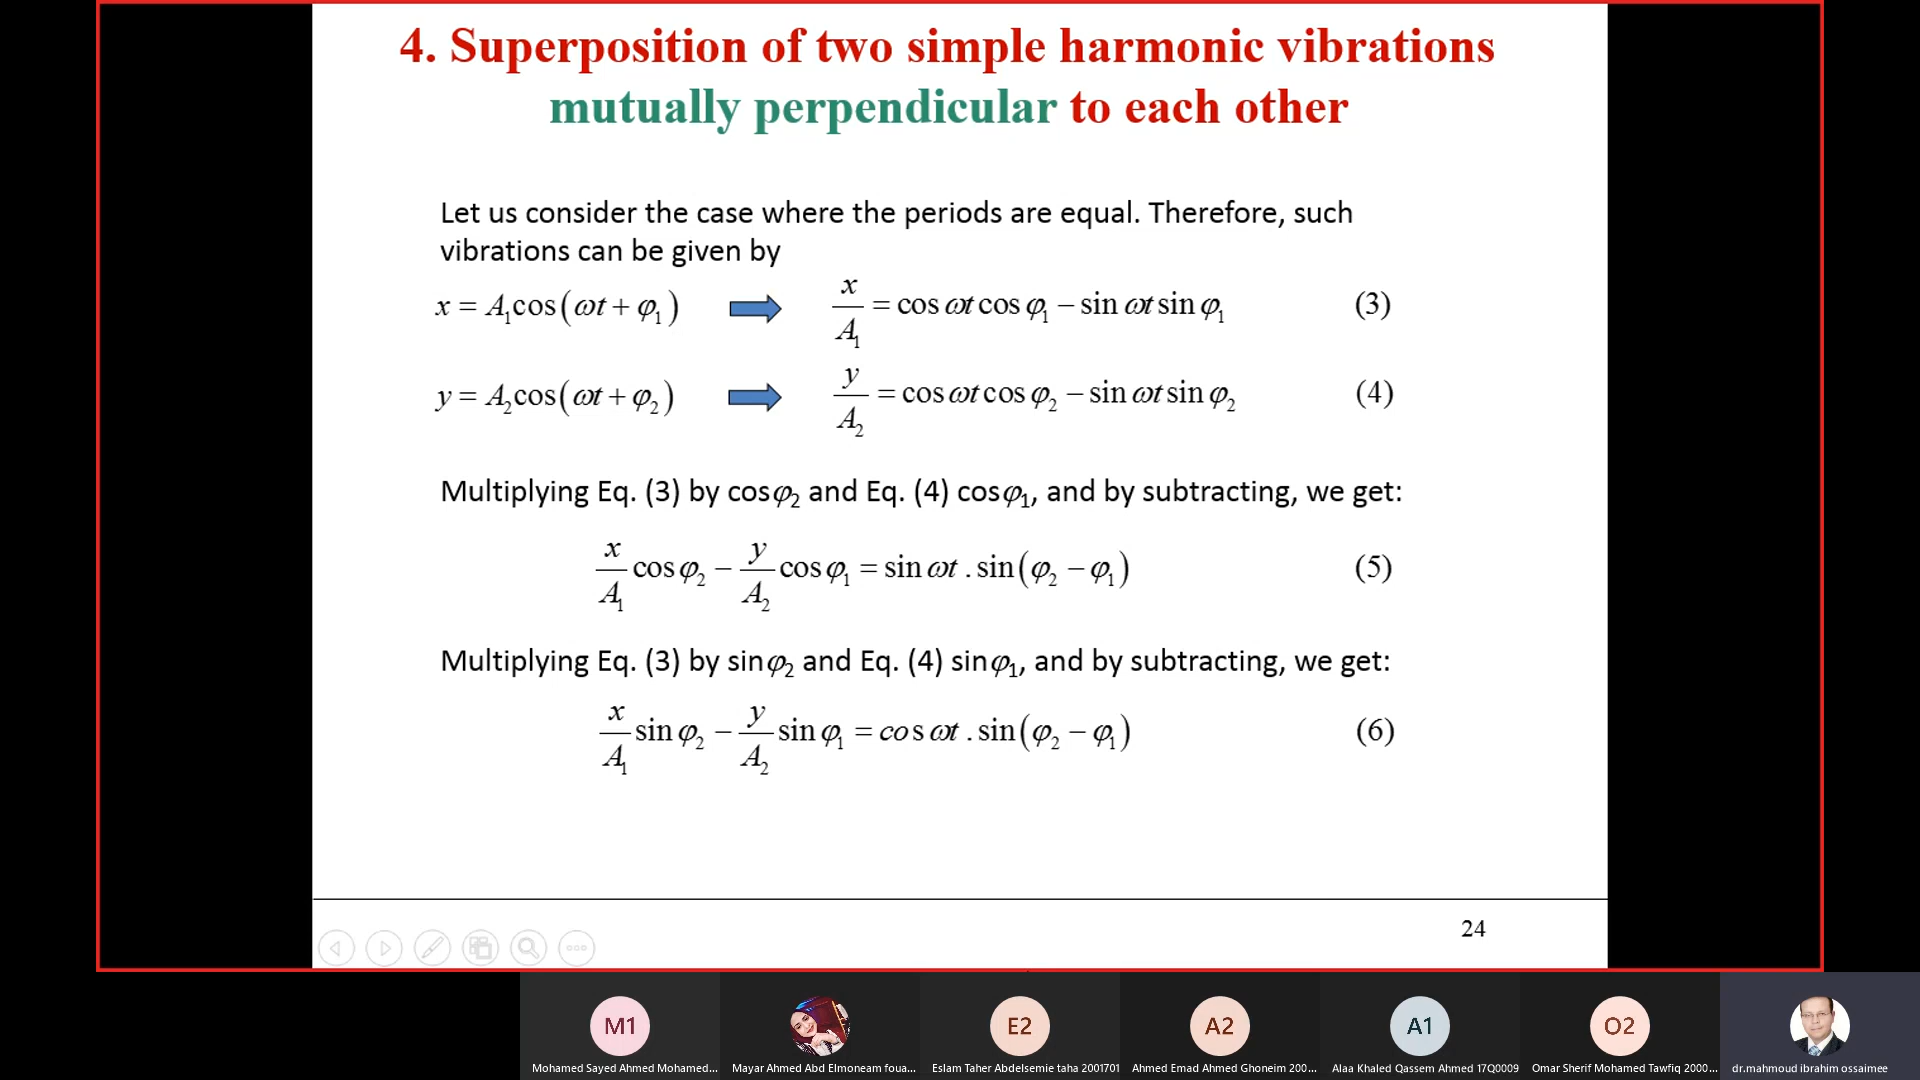 4. Superposition of two simple harmonic vibrations
mutually perpendicular to each other
Let us consider the case where the periods are equal. Therefore, such
vibrations can be given by
x = A₁cos(ωt + φ₁) x/A₁ = cos ωt cos φ₁ − sin ωt sin φ₁ (3)
y = A₂cos(ωt + φ₂) y/A₂ = cos ωt cos φ₂ − sin ωt sin φ₂ (4)
Multiplying Eq. (3) by cosφ₂ and Eq. (4) cosφ₁, and by subtracting, we get:
x/A₁ cos φ₂ − y/A₂ cos φ₁ = sin ωt . sin(φ₂ − φ₁) (5)
Multiplying Eq. (3) by sinφ₂ and Eq. (4) sinφ₁, and by subtracting, we get:
x/A₁ sin φ₂ − y/A₂ sin φ₁ = cos ωt . sin(φ₂ − φ₁) (6)
24
M1 E2 A2 A1 O2
Mohamed Sayed Ahmed Mohamed... Mayar Ahmed Abd Elmoneam foua... Eslam Taher Abdelsemie taha 2001701 Ahmed Emad Ahmed Ghoneim 200... Alaa Khaled Qassem Ahmed 17Q0009 Omar Sherif Mohamed Tawfiq 2000... dr.mahmoud ibrahim ossaimee